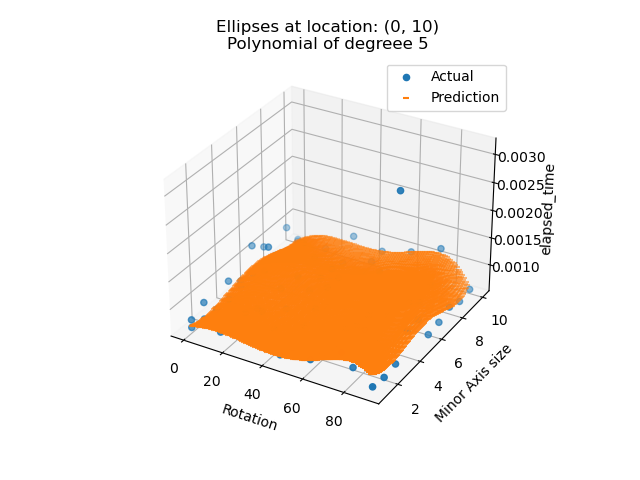 Ellipses at location: (0, 10)
Polynomial of degreee 5
Actual
Prediction
0.0030
0.0025
0.0020
0.0015
0.0010
elapsed_time
0
20
40
60
80
Rotation
2
4
6
8
10
Minor Axis size